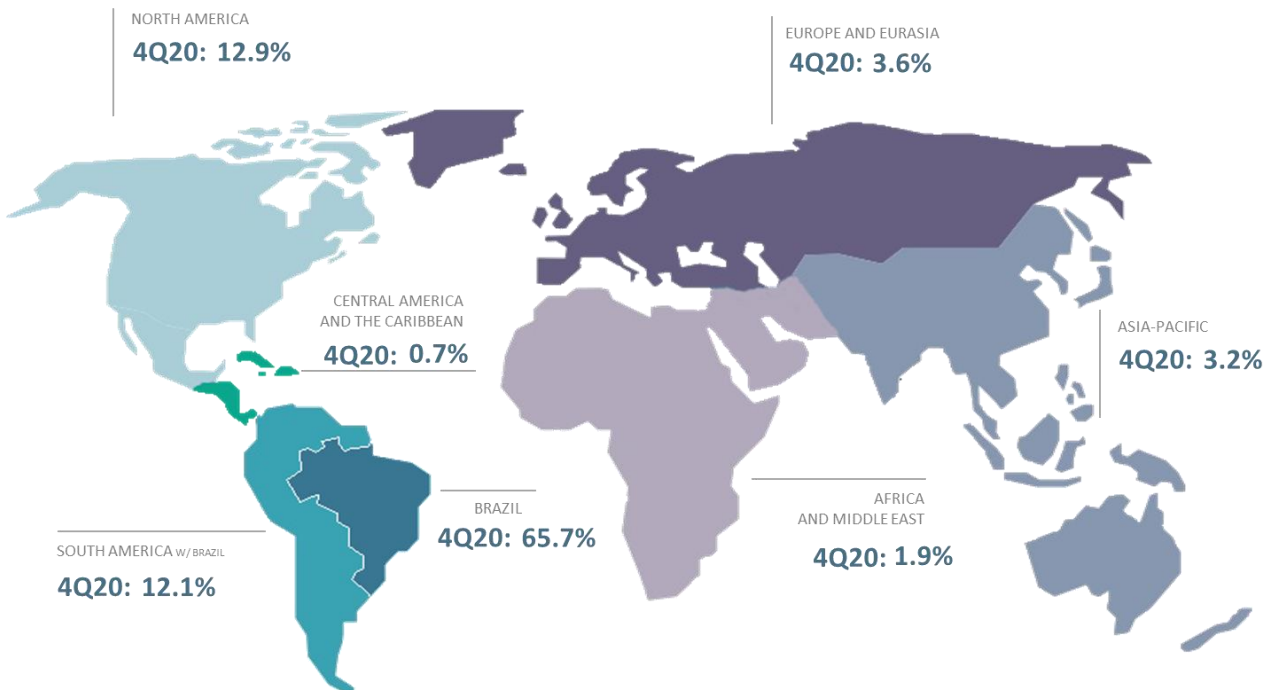 NORTH AMERICA
4Q20: 12.9%
EUROPE AND EURASIA
4Q20: 3.6%
CENTRAL AMERICA
AND THE CARIBBEAN
4Q20: 0.7%
ASIA-PACIFIC
4Q20: 3.2%
BRAZIL
4Q20: 65.7%
AFRICA
AND MIDDLE EAST
4Q20: 1.9%
SOUTH AMERICA W/ BRAZIL
4Q20: 12.1%